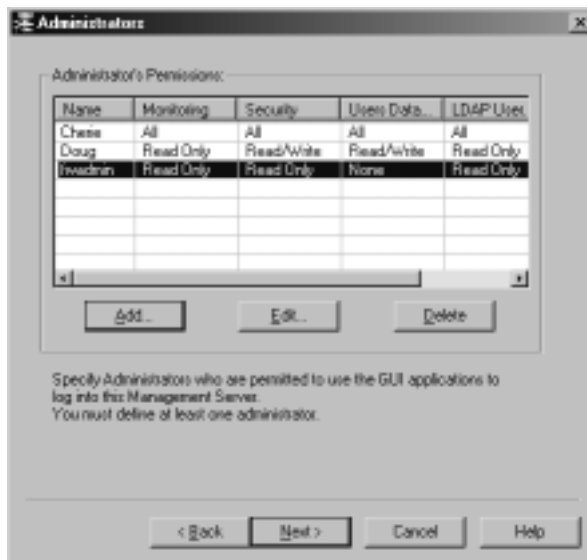 Administrators
Administrator's Permissions:
Name Monitoring Security Users Data... LDAP User.
Cherie All All All All
Doug Read Only Read/Write Read/Write Read Only
fwadmin Read Only Read Only None Read Only
Add... Edit... Delete
Specify Administrators who are permitted to use the GUI applications to
log into this Management Server.
You must define at least one administrator.
< Back Next > Cancel Help